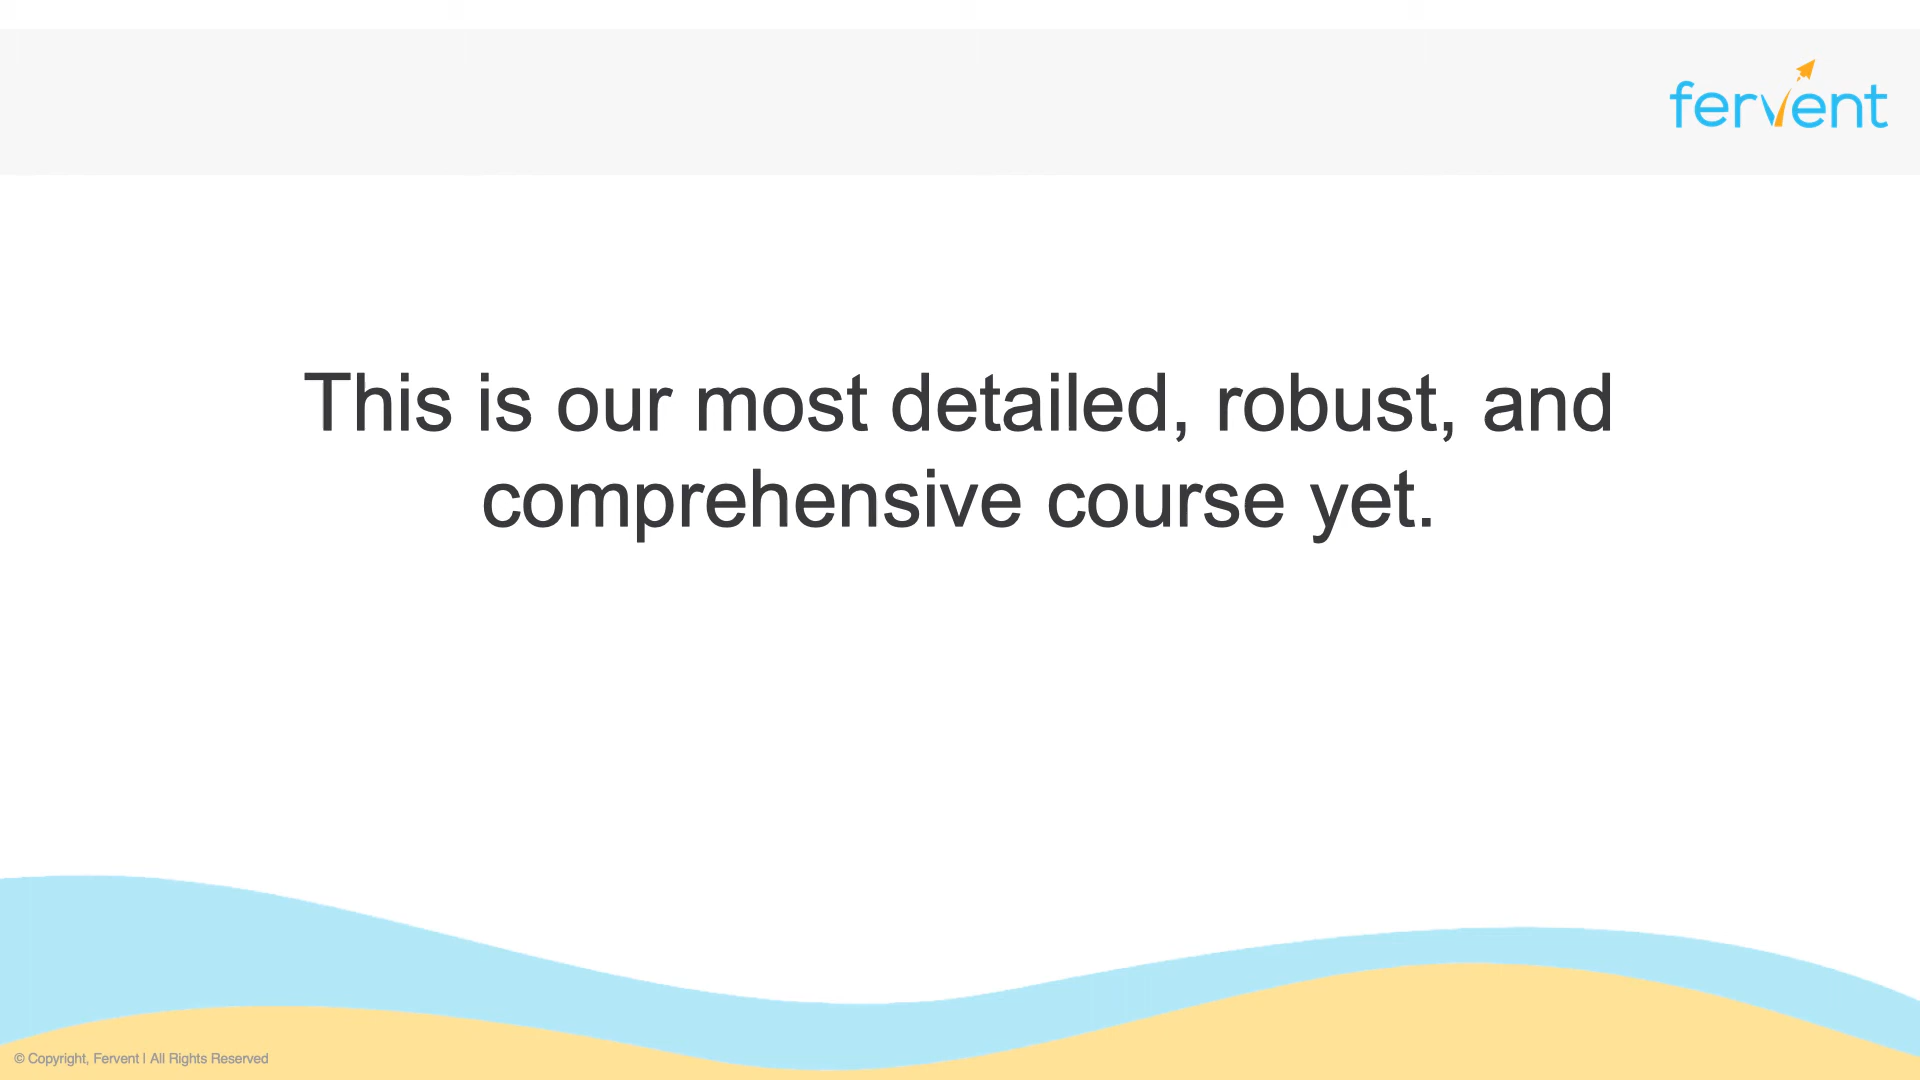 fervent
This is our most detailed, robust, and
comprehensive course yet.
© Copyright, Fervent | All Rights Reserved